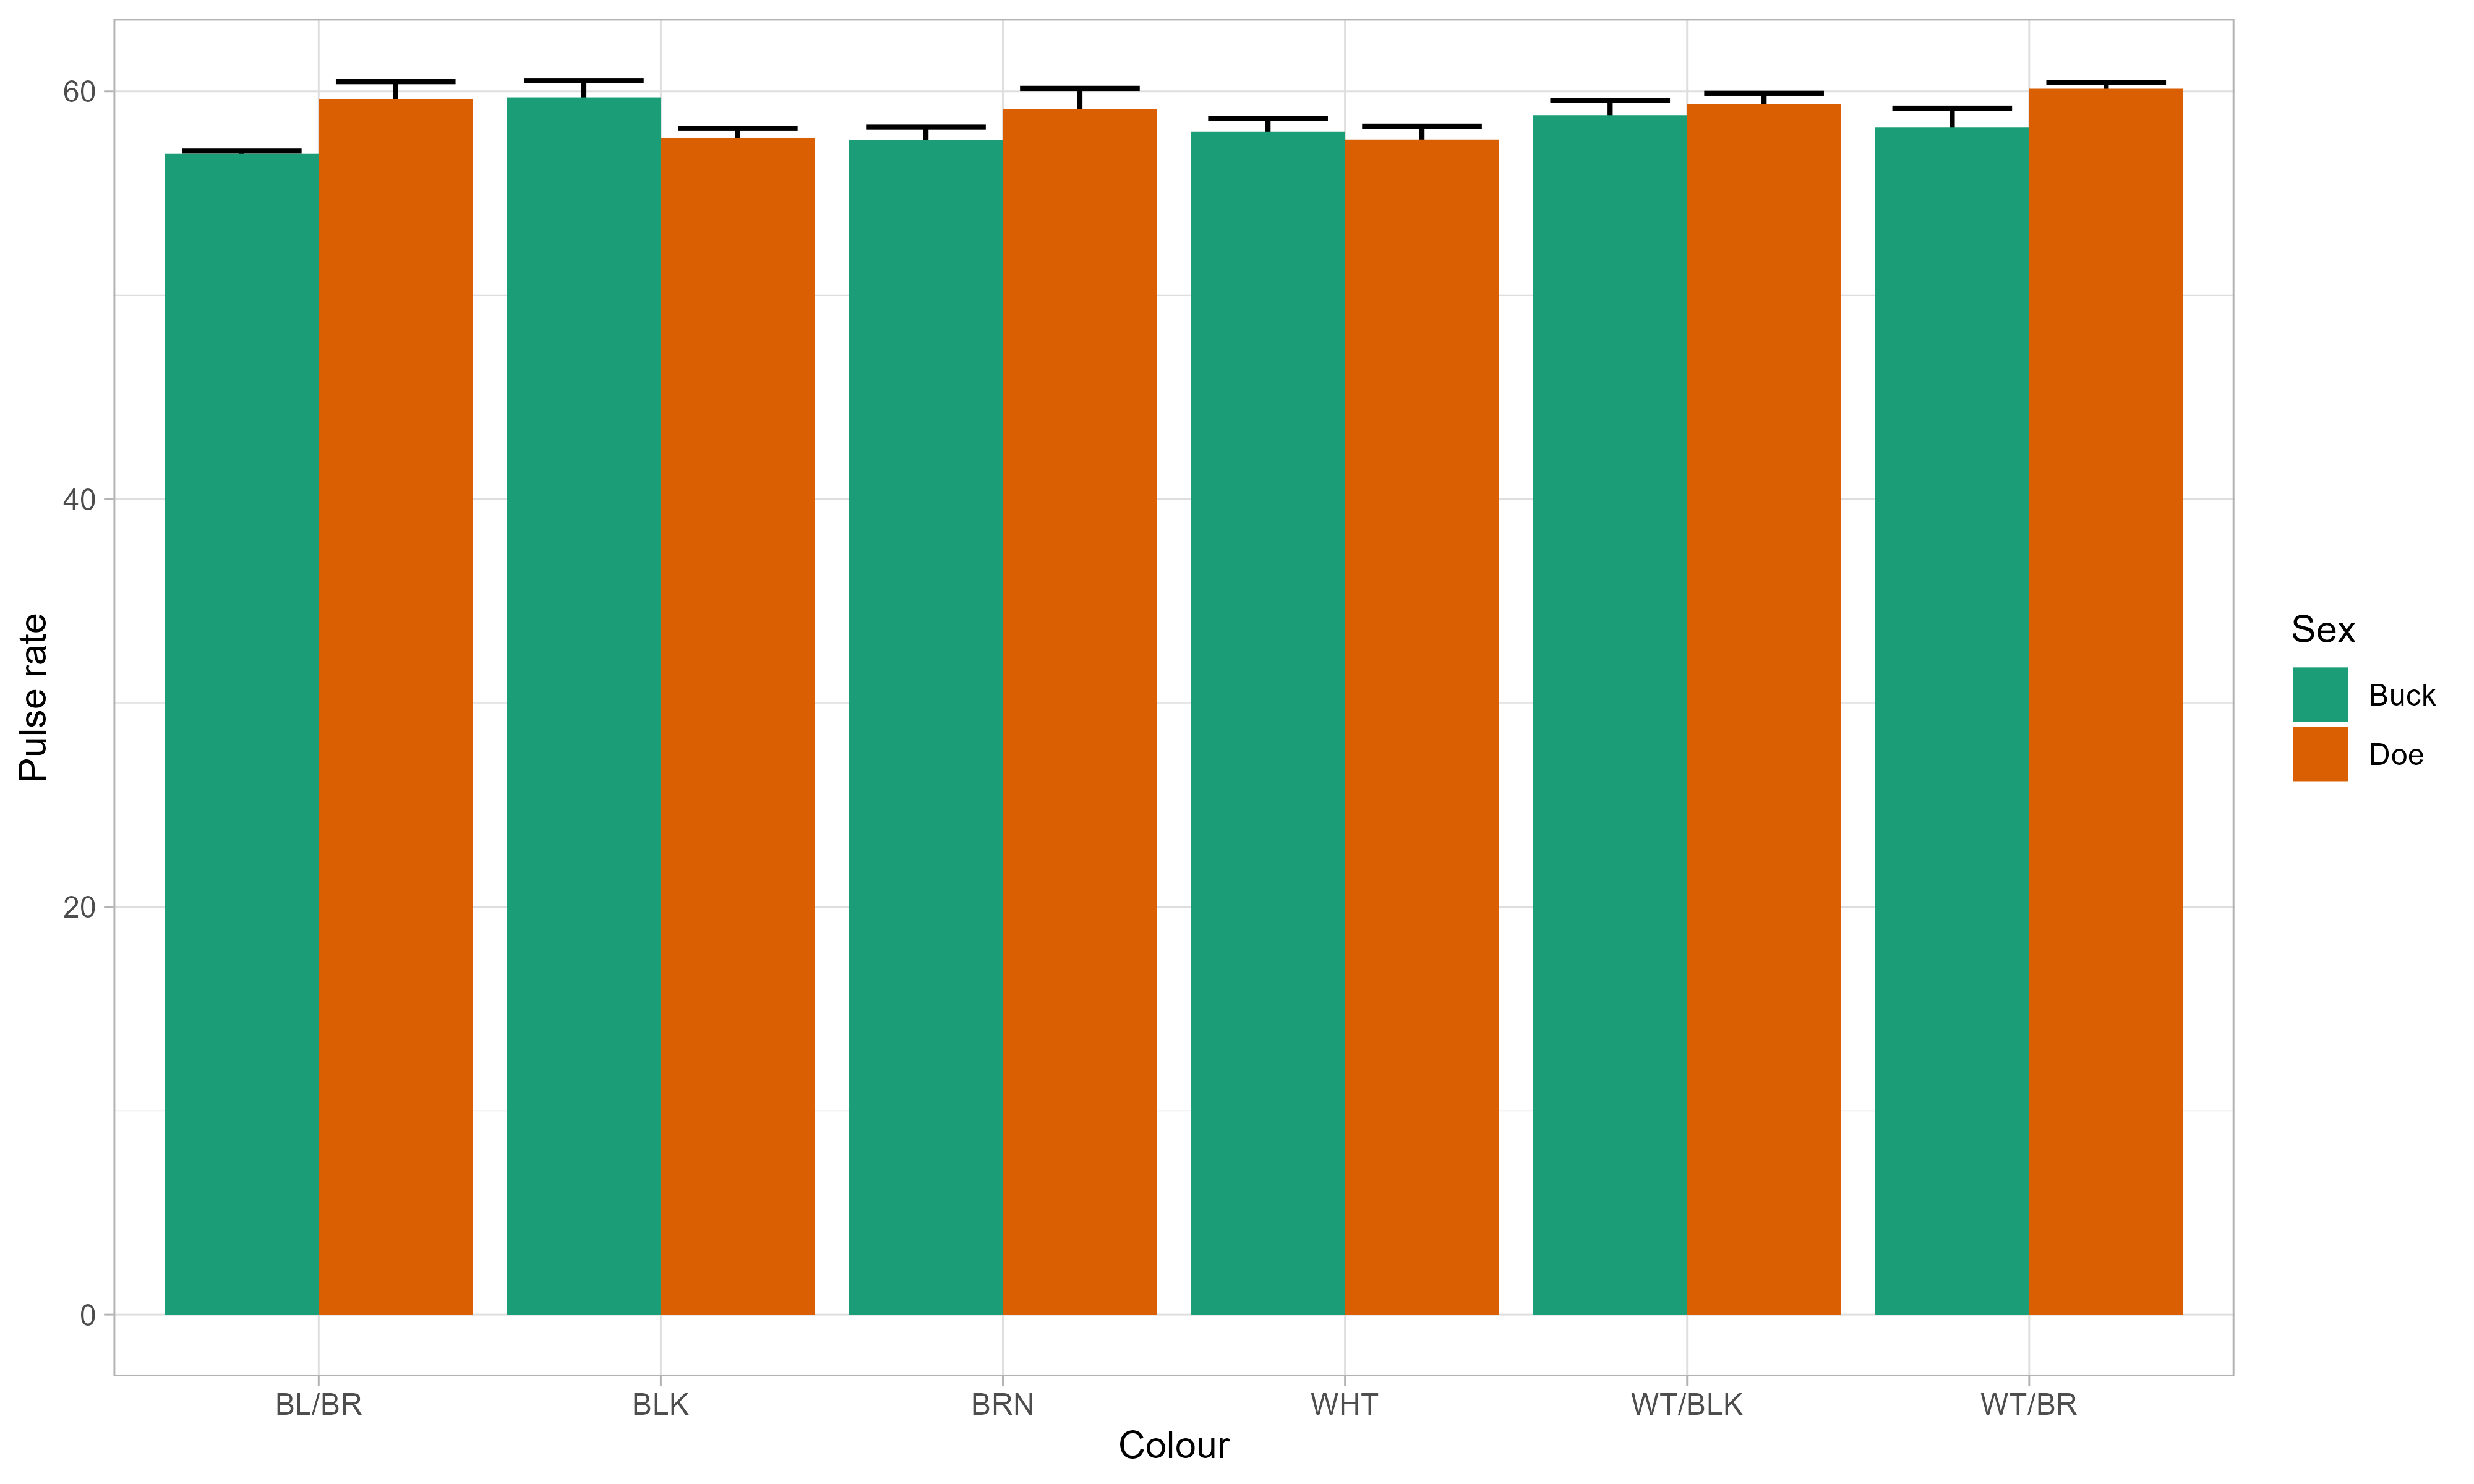 60
40
20
0
Pulse rate
BL/BR BLK BRN WHT WT/BLK WT/BR
Colour
Sex
Buck
Doe